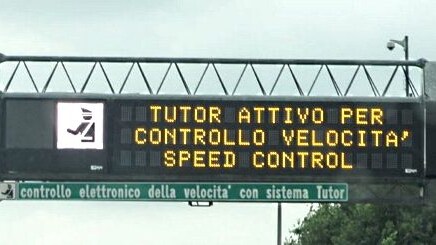 TUTOR ATTIVO PER
CONTROLLO VELOCITA'
SPEED CONTROL
controllo elettronico della velocita' con sistema Tutor